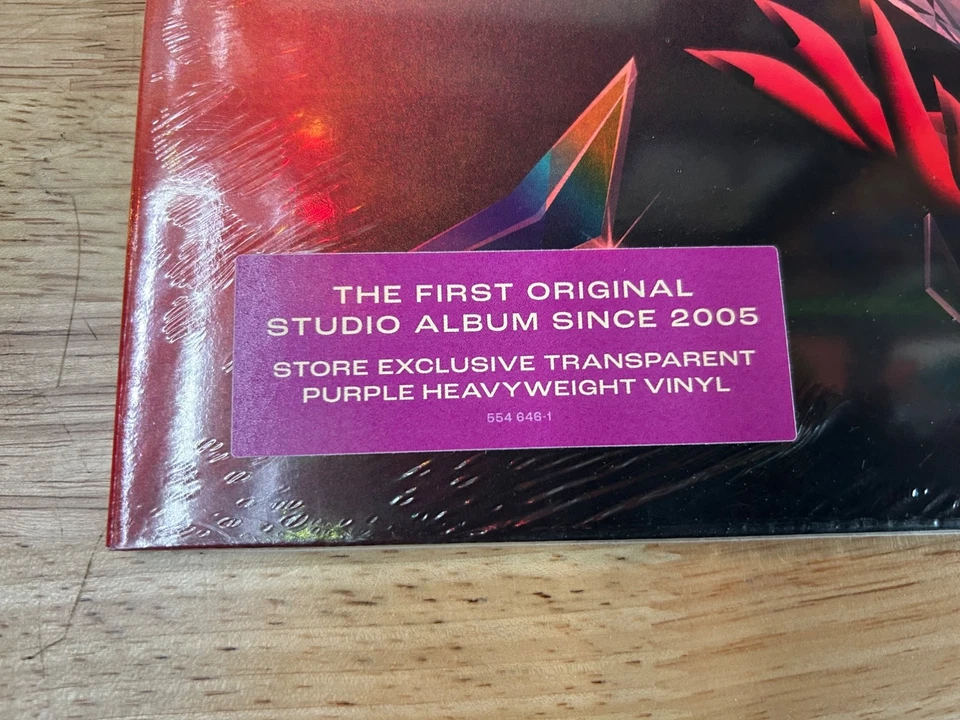 THE FIRST ORIGINAL
STUDIO ALBUM SINCE 2005
STORE EXCLUSIVE TRANSPARENT
PURPLE HEAVYWEIGHT VINYL
554 646-1